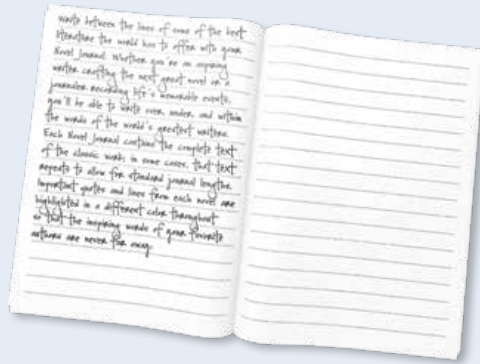 Write between the lines of some of the best
literature the world has to offer with your
Novel Journal. Whether you're an aspiring
writer crafting the next great novel or a
journaler recording life's memorable events,
you'll be able to write over, under, and within
the words of the world's greatest writers.
Each Novel Journal contains the complete text
of the classic work; in some cases, that text
repeats to allow for standard journal lengths.
Important quotes and lines from each novel are
highlighted in a different color throughout
so that the inspiring words of your favorite
authors are never far away.